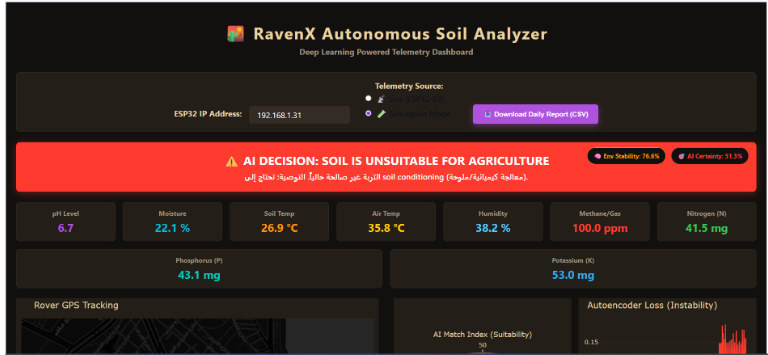 RavenX Autonomous Soil Analyzer
Deep Learning Powered Telemetry Dashboard
Telemetry Source:
ESP32 IP Address:
192.168.1.31
Simulation Mode
Download Daily Report (CSV)
⚠️ AI DECISION: SOIL IS UNSUITABLE FOR AGRICULTURE
التربة غير صالحة حالياً. التوصية: تحتاج إلى soil conditioning (معالجة كيميائية/ملوحة).
Env Stability: 76.6%
AI Certainty: 51.3%
pH Level
6.7
Moisture
22.1 %
Soil Temp
26.9 °C
Air Temp
35.8 °C
Humidity
38.2 %
Methane/Gas
100.0 ppm
Nitrogen (N)
41.5 mg
Phosphorus (P)
43.1 mg
Potassium (K)
53.0 mg
Rover GPS Tracking
AI Match Index (Suitability)
50
Autoencoder Loss (Instability)
0.15